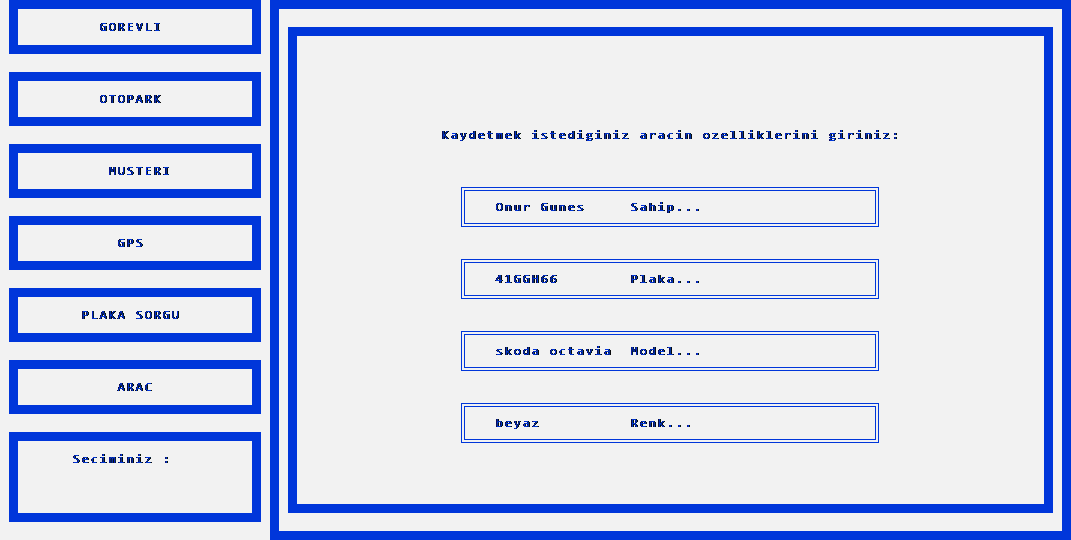 GOREVLI
OTOPARK
MUSTERI
GPS
PLAKA SORGU
ARAC
Seciminiz :
Kaydetmek istediginiz aracin ozelliklerini giriniz:
Onur Gunes Sahip...
41GGH66 Plaka...
skoda octavia Model...
beyaz Renk...